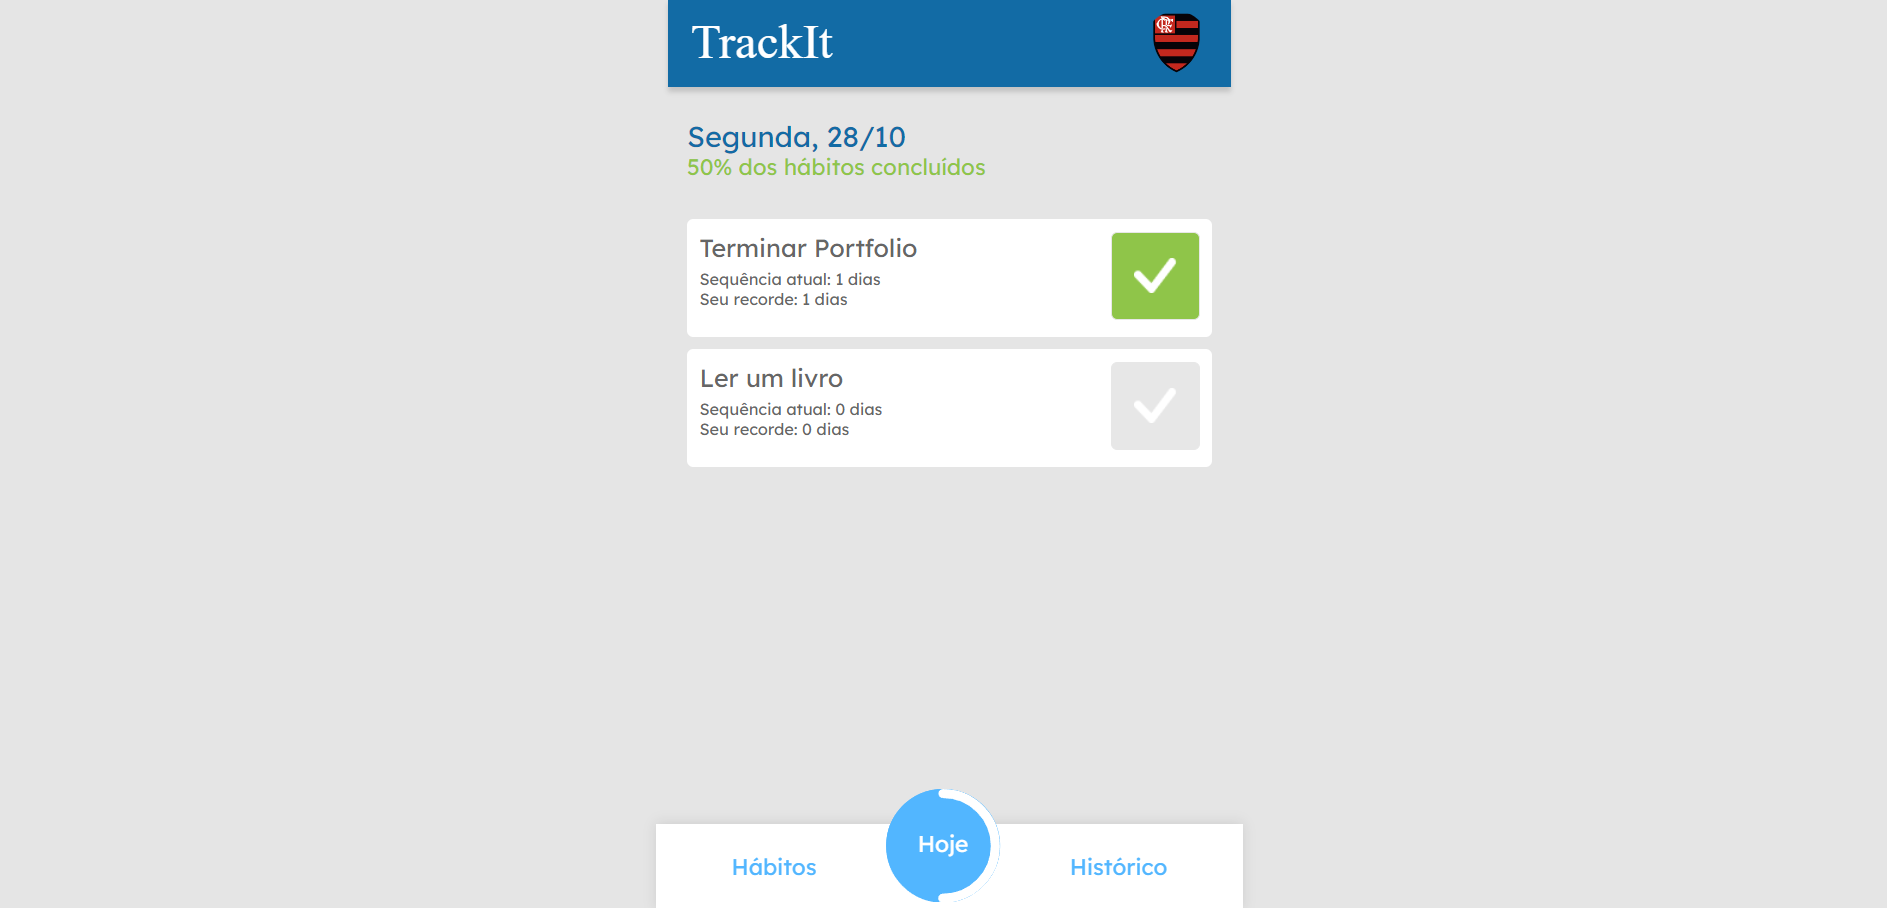 TrackIt
Segunda, 28/10
50% dos hábitos concluídos
Terminar Portfolio
Sequência atual: 1 dias
Seu recorde: 1 dias
Ler um livro
Sequência atual: 0 dias
Seu recorde: 0 dias
Hábitos
Hoje
Histórico